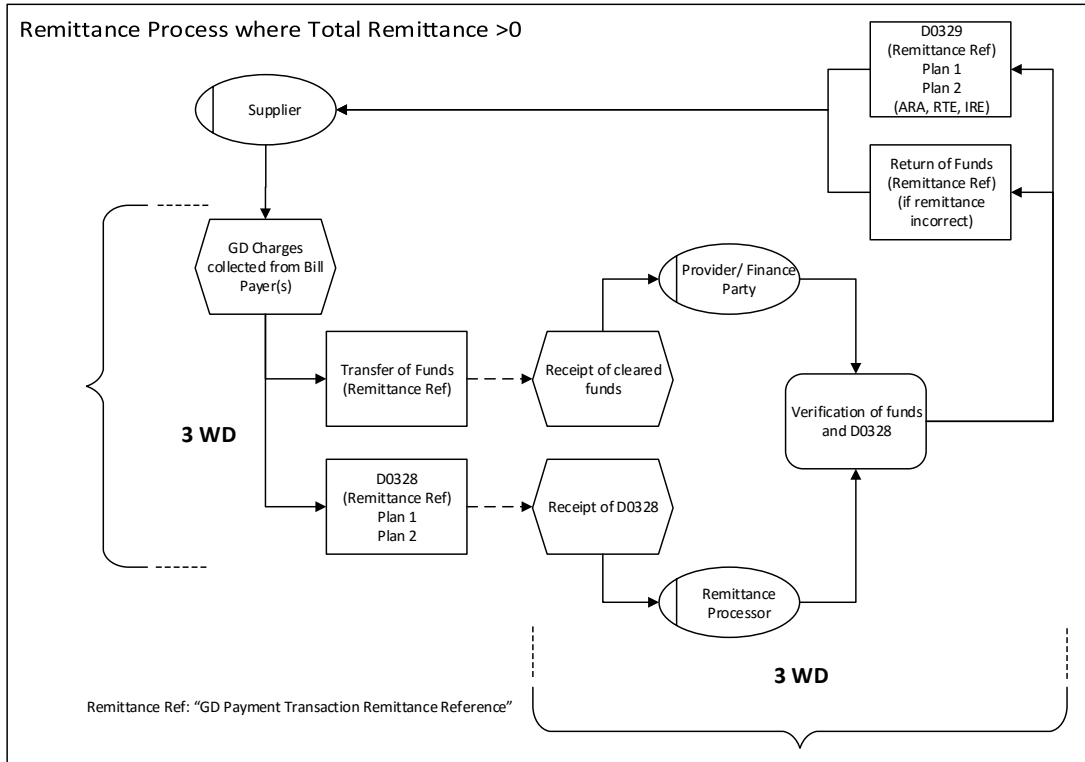 Remittance Process where Total Remittance >0
D0329
(Remittance Ref)
Plan 1
Plan 2
(ARA, RTE, IRE)
Supplier
Return of Funds
(Remittance Ref)
(if remittance
incorrect)
GD Charges
collected from Bill
Payer(s)
Provider/ Finance
Party
Transfer of Funds
(Remittance Ref)
Receipt of cleared
funds
Verification of funds
and D0328
3 WD
D0328
(Remittance Ref)
Plan 1
Plan 2
Receipt of D0328
Remittance
Processor
3 WD
Remittance Ref: “GD Payment Transaction Remittance Reference”